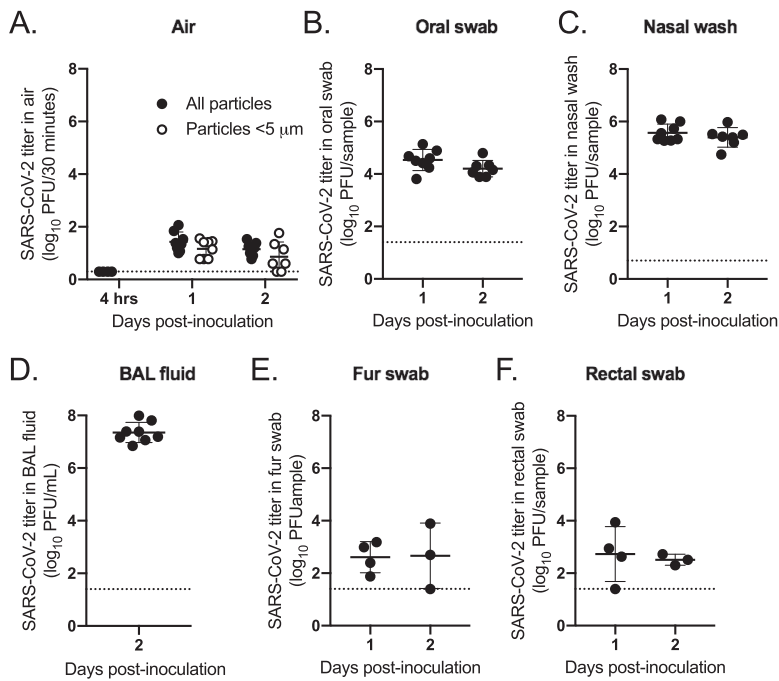 A. Air
SARS-CoV-2 titer in air
(log10 PFU/30 minutes)
8
6
4
2
0
All particles
Particles <5 μm
4 hrs 1 2
Days post-inoculation
B. Oral swab
SARS-CoV-2 titer in oral swab
(log10 PFU/sample)
8
6
4
2
0
1 2
Days post-inoculation
C. Nasal wash
SARS-CoV-2 titer in nasal wash
(log10 PFU/sample)
8
6
4
2
0
1 2
Days post-inoculation
D. BAL fluid
SARS-CoV-2 titer in BAL fluid
(log10 PFU/mL)
8
6
4
2
0
2
Days post-inoculation
E. Fur swab
SARS-CoV-2 titer in fur swab
(log10 PFUample)
8
6
4
2
0
1 2
Days post-inoculation
F. Rectal swab
SARS-CoV-2 titer in rectal swab
(log10 PFU/sample)
8
6
4
2
0
1 2
Days post-inoculation